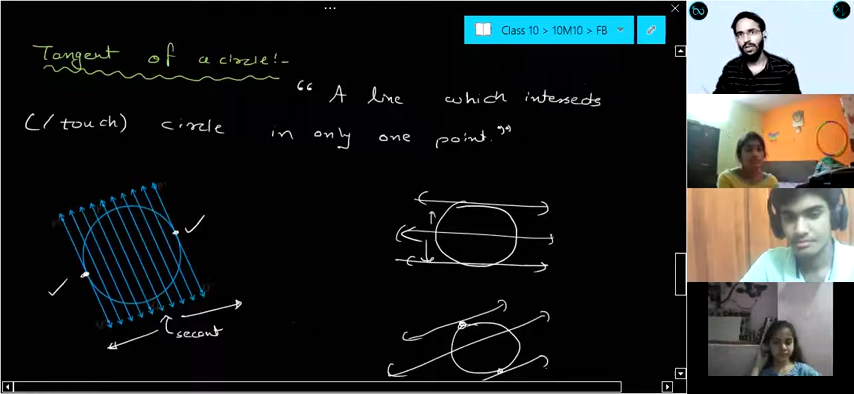 Class 10 > 10M10 > FB
Tangent of a circle:-
“ A line which intersects
(/touch) circle in only one point.”
secant